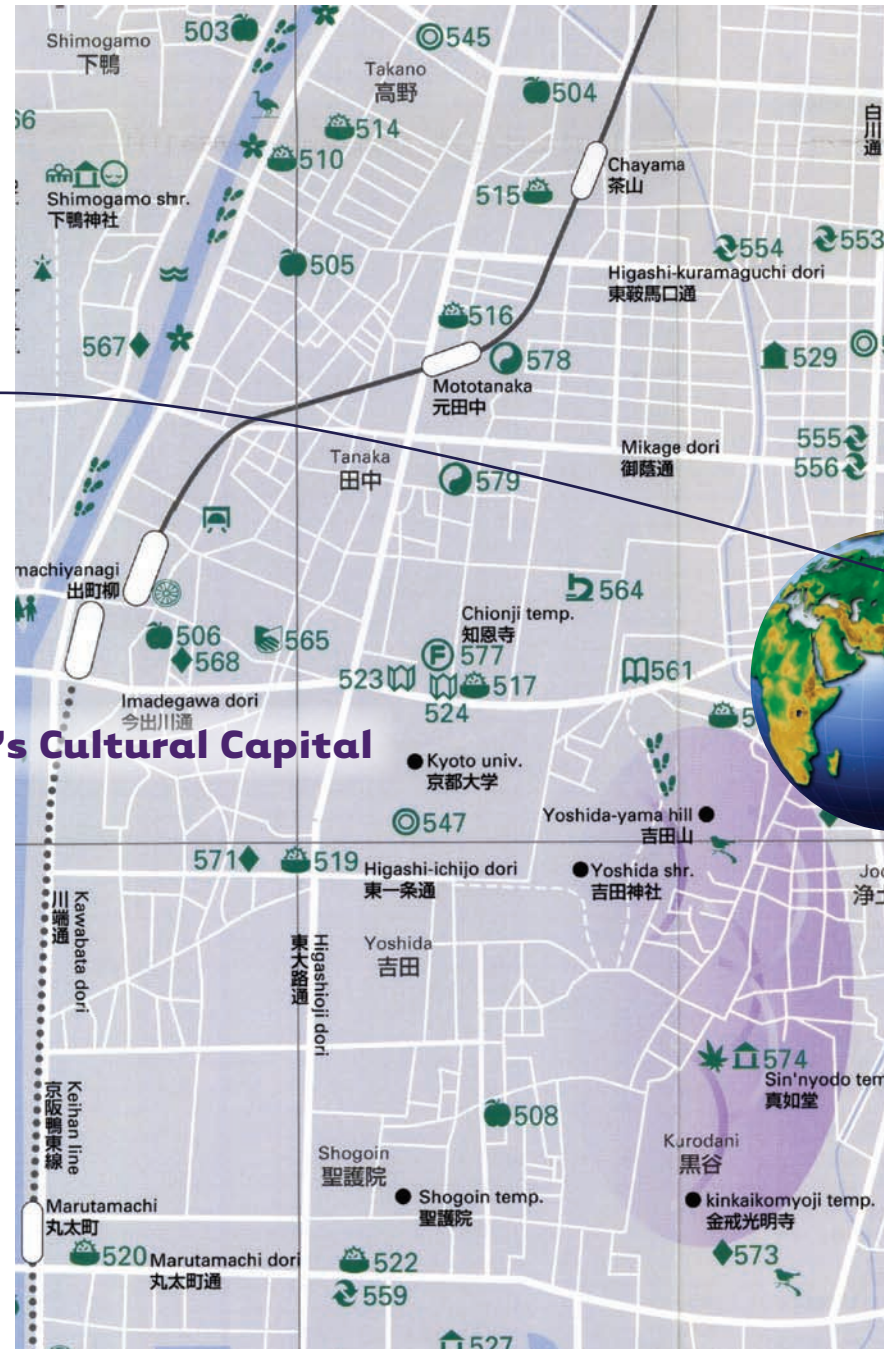 Shimogamo
下鴨
503
545
Takano
高野
504
66
514
510
白川通
Chayama
茶山
515
Shimogamo shr.
下鴨神社
554
553
505
Higashi-kuramaguchi dori
東鞍馬口通
516
567
578
529
Mototanaka
元田中
Tanaka
田中
Mikage dori
御蔭通
555
556
579
machiyanagi
出町柳
564
Chionji temp.
知恩寺
506
565
568
F
577
523
517
524
561
Imadegawa dori
今出川通
's Cultural Capital
Kyoto univ.
京都大学
547
Yoshida-yama hill
吉田山
571
519
Higashi-ichijo dori
東一条通
Yoshida shr.
吉田神社
Kawabata dori
川端通
Higashioji dori
東大路通
Yoshida
吉田
574
Sin'nyodo tem
真如堂
Keihan line
京阪鴨東線
508
Shogoin
聖護院
Kurodani
黒谷
Shogoin temp.
聖護院
kinkaikomyoji temp.
金戒光明寺
Marutamachi
丸太町
573
520
Marutamachi dori
丸太町通
522
559
527